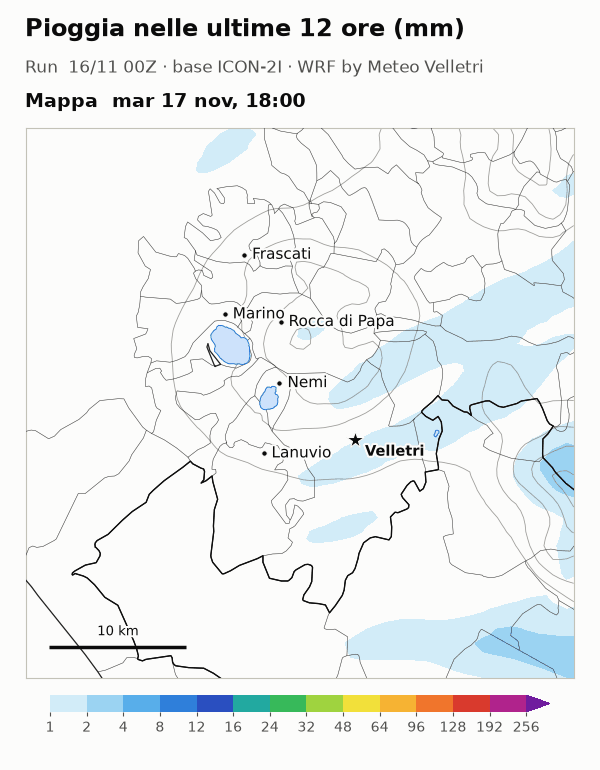 Pioggia nelle ultime 12 ore (mm)
Run  16/11 00Z · base ICON-2I · WRF by Meteo Velletri
Mappa  mar 17 nov, 18:00
Frascati
Marino
Rocca di Papa
Nemi
Velletri
Lanuvio
10 km
1 2 4 8 12 16 24 32 48 64 96 128 192 256